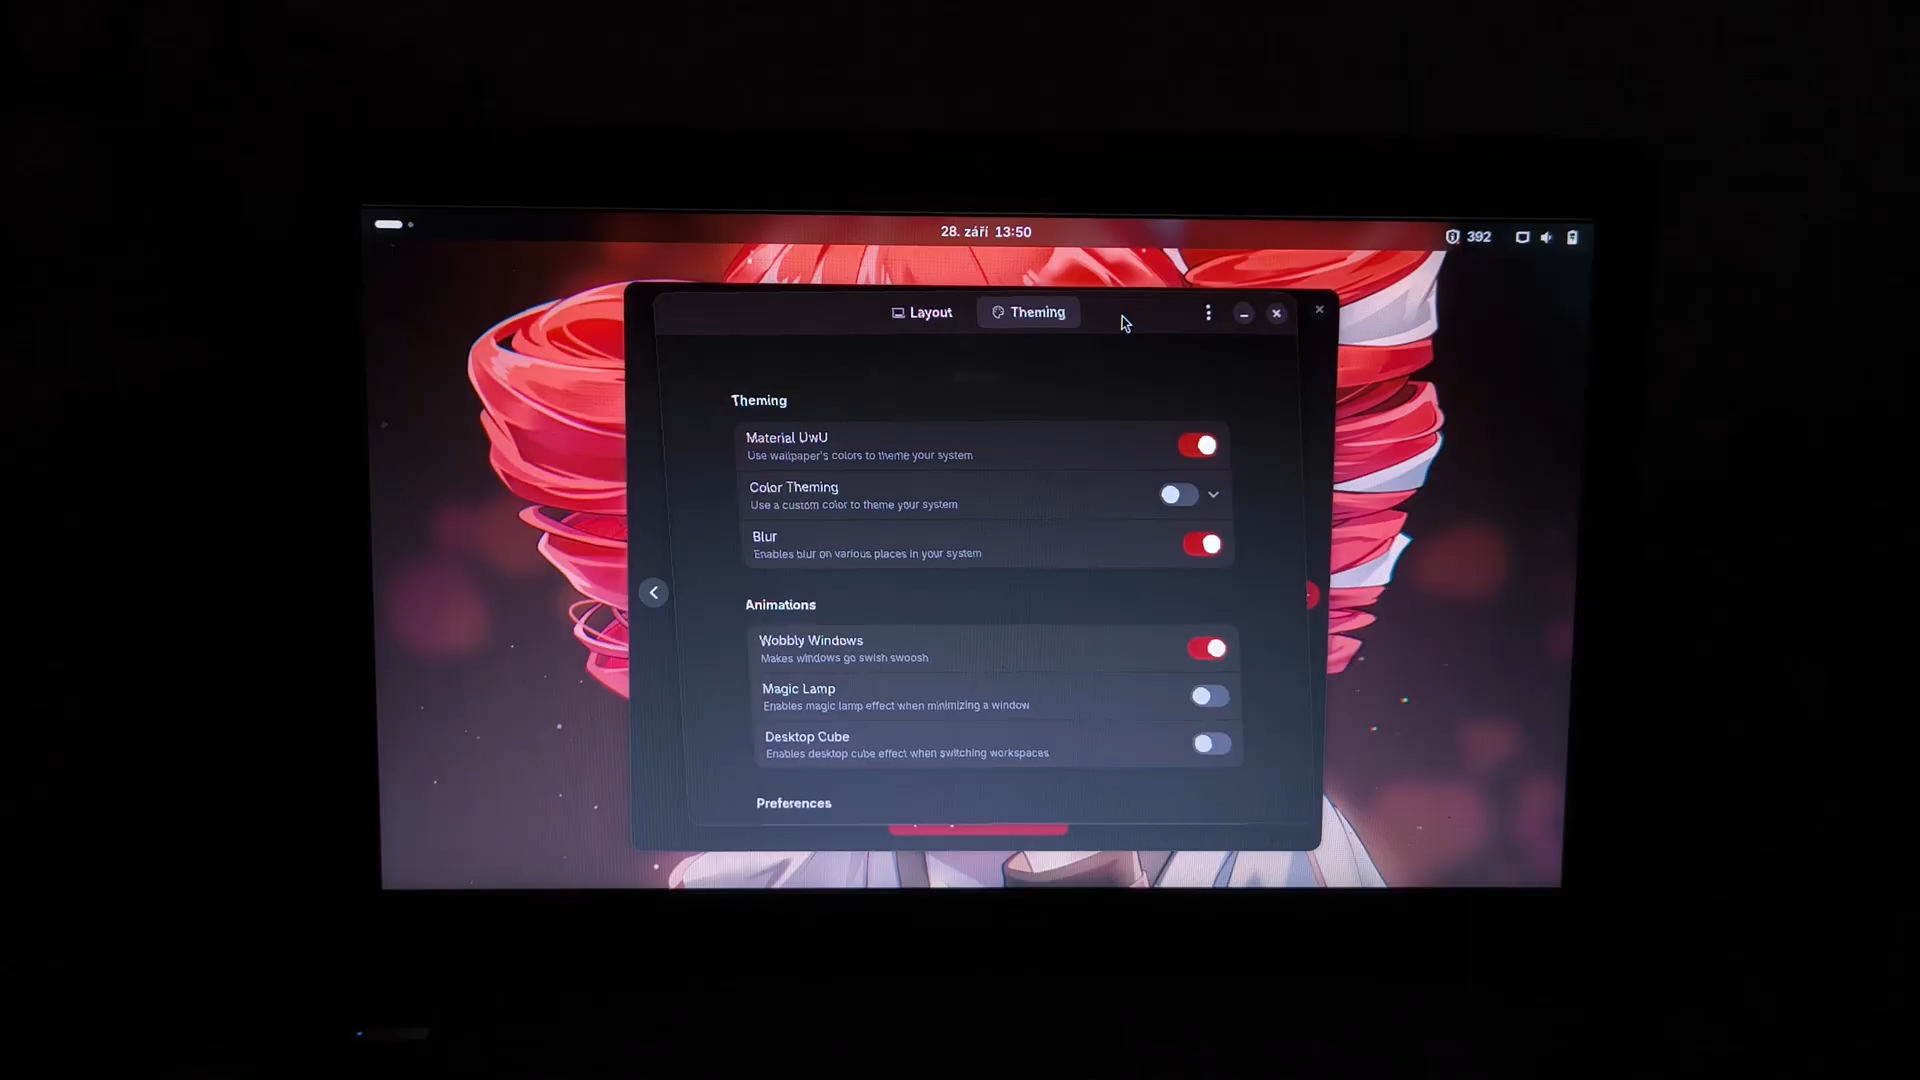 28. září 13:50
392
Layout
Theming
Theming
Material UwU
Use wallpaper's colors to theme your system
Color Theming
Use a custom color to theme your system
Blur
Enables blur on various places in your system
Animations
Wobbly Windows
Makes windows go swish swoosh
Magic Lamp
Enables magic lamp effect when minimizing a window
Desktop Cube
Enables desktop cube effect when switching workspaces
Preferences